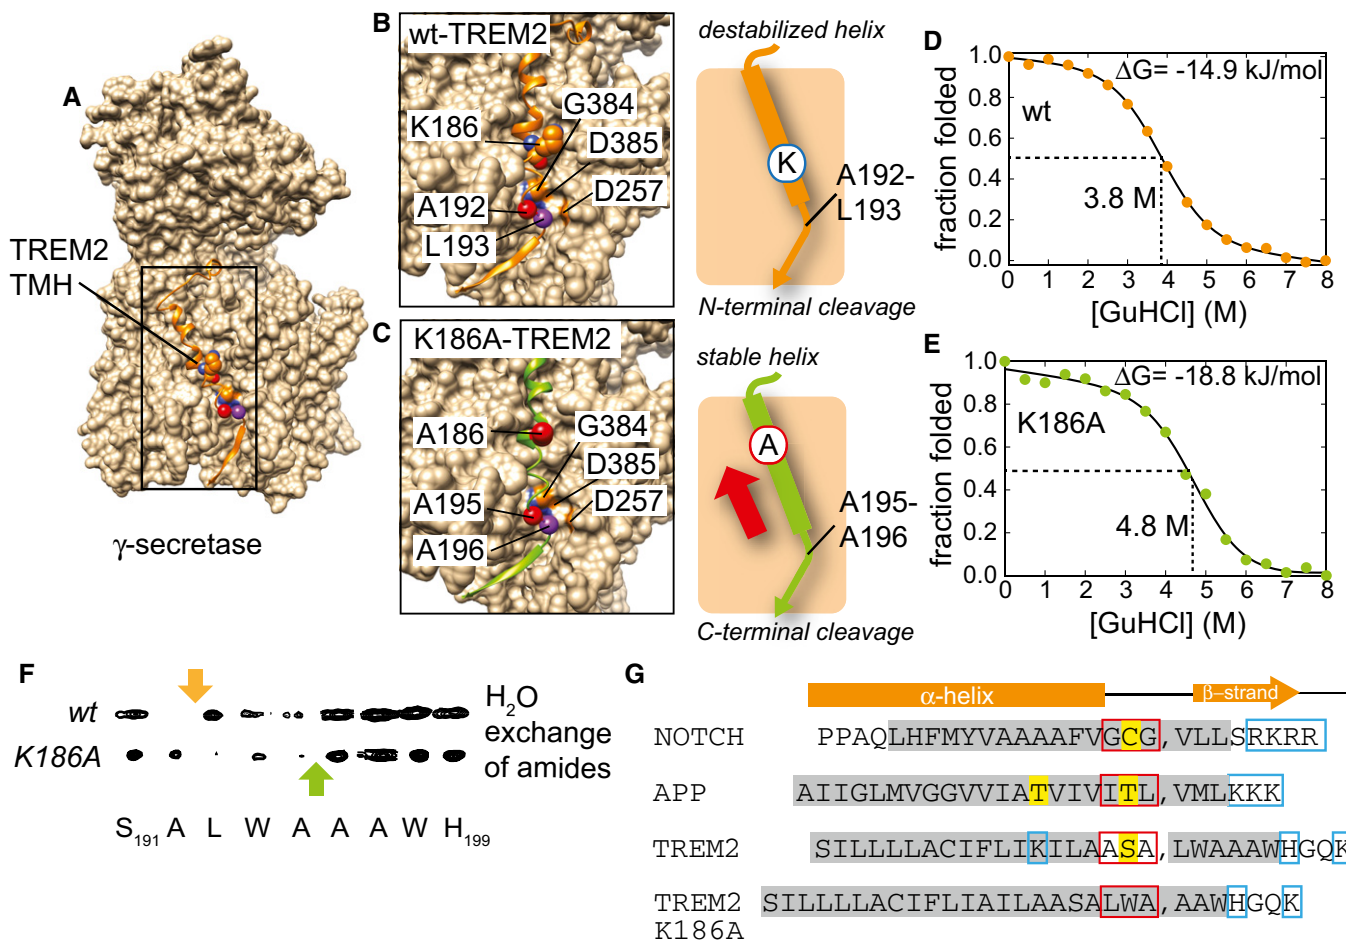 A
TREM2
TMH
γ-secretase
B
wt-TREM2
K186
G384
D385
D257
A192
L193
destabilized helix
K
A192-
L193
N-terminal cleavage
C
K186A-TREM2
A186
G384
D385
D257
A195
A196
stable helix
A
A195-
A196
C-terminal cleavage
D
fraction folded
1.0
0.8
0.6
0.4
0.2
0.0
ΔG= -14.9 kJ/mol
wt
3.8 M
0 1 2 3 4 5 6 7 8
[GuHCl] (M)
E
fraction folded
1.0
0.8
0.6
0.4
0.2
0.0
ΔG= -18.8 kJ/mol
K186A
4.8 M
0 1 2 3 4 5 6 7 8
[GuHCl] (M)
F
wt
K186A
H2O
exchange
of amides
S191 A L W A A A W H199
G
α-helix
β-strand
NOTCH PPAQLHFMYVAAAAFVGCG,VLLSRKRR
APP AIIGLMVGGVVIATVIVITL,VMLKKK
TREM2 SILLLLACIFLIKILAASA,LWAAAWHGQK
TREM2 SILLLLACIFLIAILAASALWA,AAWHGQK
K186A